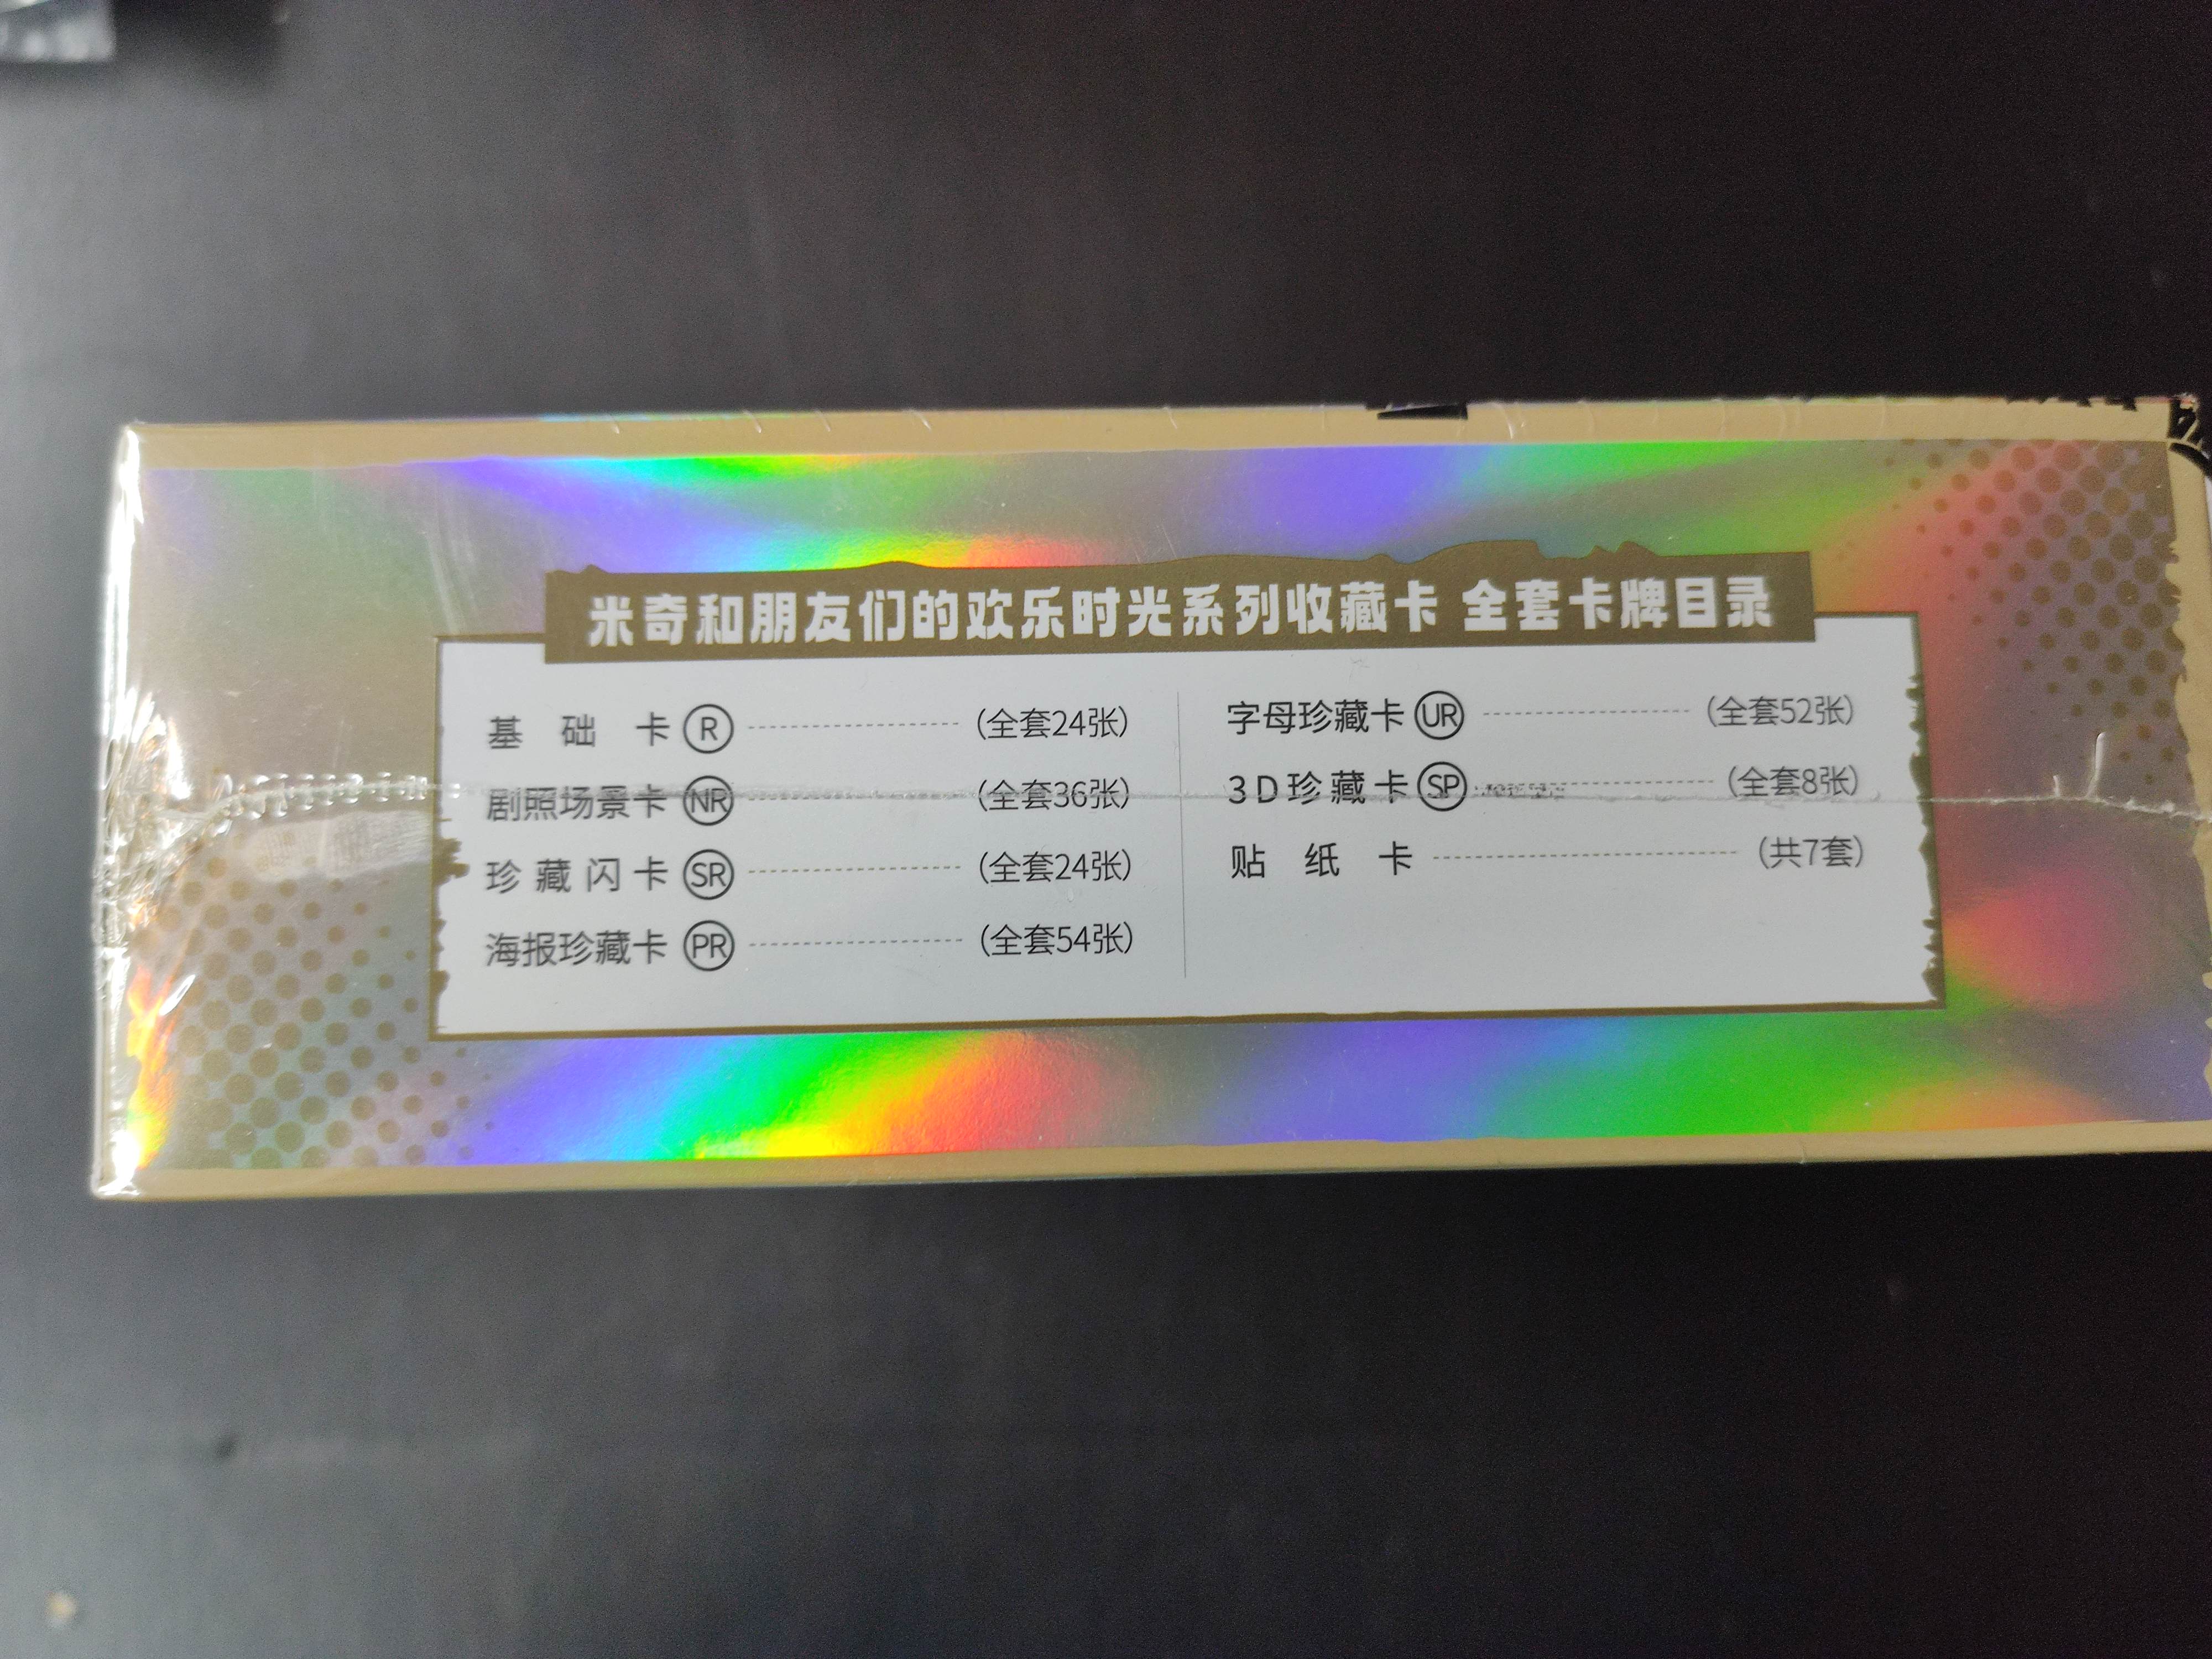 米奇和朋友们的欢乐时光系列收藏卡 全套卡牌目录
基础卡 R (全套24张)
剧照场景卡 NR (全套36张)
珍藏闪卡 SR (全套24张)
海报珍藏卡 PR (全套54张)
字母珍藏卡 UR (全套52张)
3D珍藏卡 SP (全套8张)
贴纸卡 (共7套)